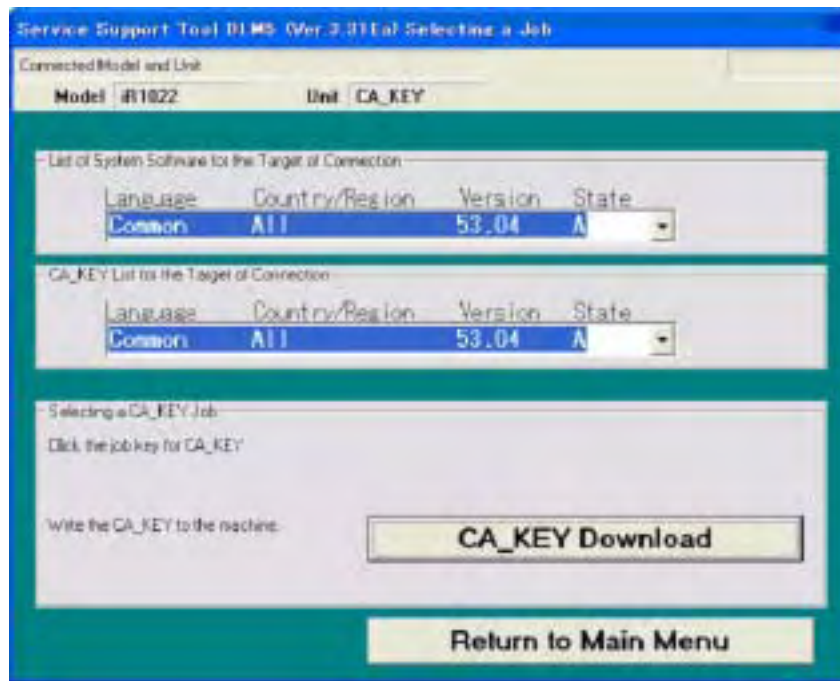 Service Support Tool DLMS (Ver.3.31Ea) Selecting a Job
Connected Model and Unit
Model iR1022 Unit CA_KEY
List of System Software for the Target of Connection
Language Country/Region Version State
Common All 53.04 A
CA_KEY List for the Target of Connection
Language Country/Region Version State
Common All 53.04 A
Selecting a CA_KEY Job
Click the job key for CA_KEY
Write the CA_KEY to the machine.
CA_KEY Download
Return to Main Menu